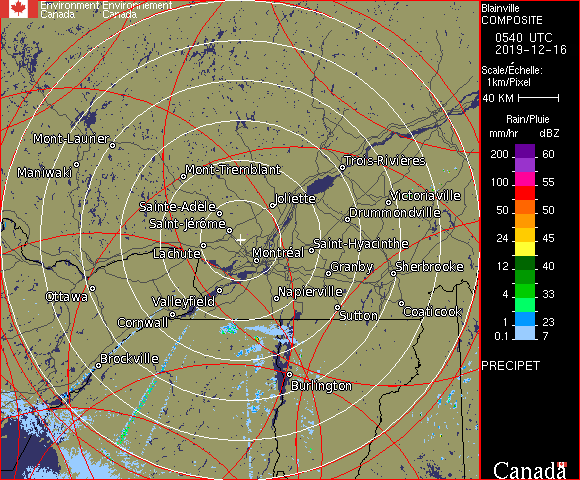 Environment Environnement
Canada Canada
Blainville
COMPOSITE
0540 UTC
2019-12-16
Scale/Échelle:
1km/Pixel
40 KM
Rain/Pluie
mm/hr dBZ
200 60
100 55
50 50
24 45
12 40
4 33
1 23
0.1 7
PRECIPET
Canada
Mont-Laurier
Maniwaki
Mont-Tremblant
Trois-Rivières
Sainte-Adèle
Joliette
Victoriaville
Saint-Jérôme
Drummondville
Lachute
Montréal
Saint-Hyacinthe
Granby
Sherbrooke
Ottawa
Valleyfield
Napierville
Cornwall
Sutton
Coaticook
Brockville
Burlington